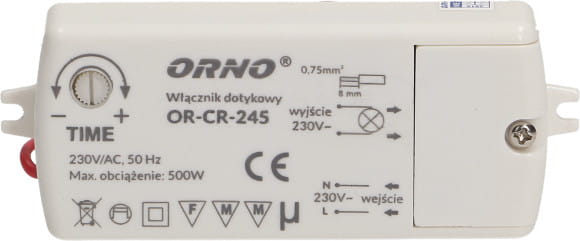 ORNO®
0,75mm²
8 mm
Włącznik dotykowy
OR-CR-245
wyjście
230V~
− +
TIME
230V/AC, 50 Hz
Max. obciążenie: 500W
CE
N
230V~ wejście
L
F M M μ